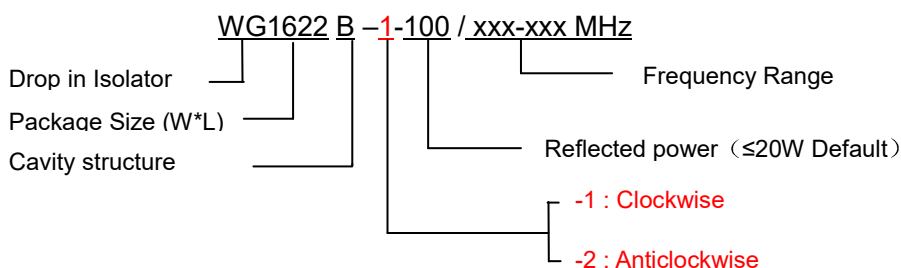 WG1622 B –1-100 / xxx-xxx MHz
Drop in Isolator
Frequency Range
Package Size (W*L)
Cavity structure
Reflected power（≤20W Default）
-1 : Clockwise
-2 : Anticlockwise